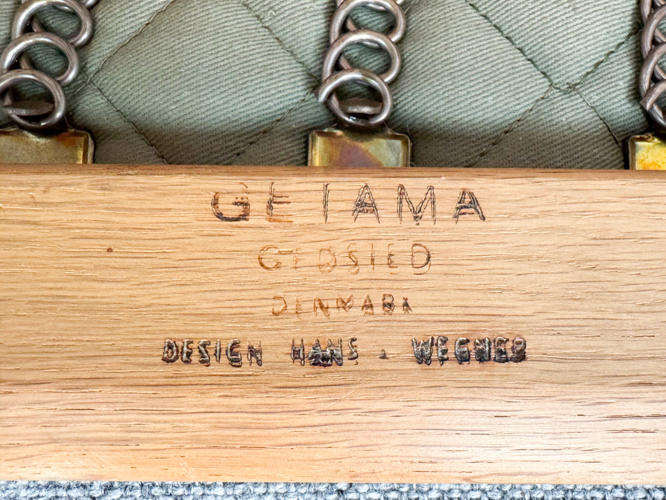 GETAMA
GEDSTED
DENMARK
DESIGN HANS . WEGNER